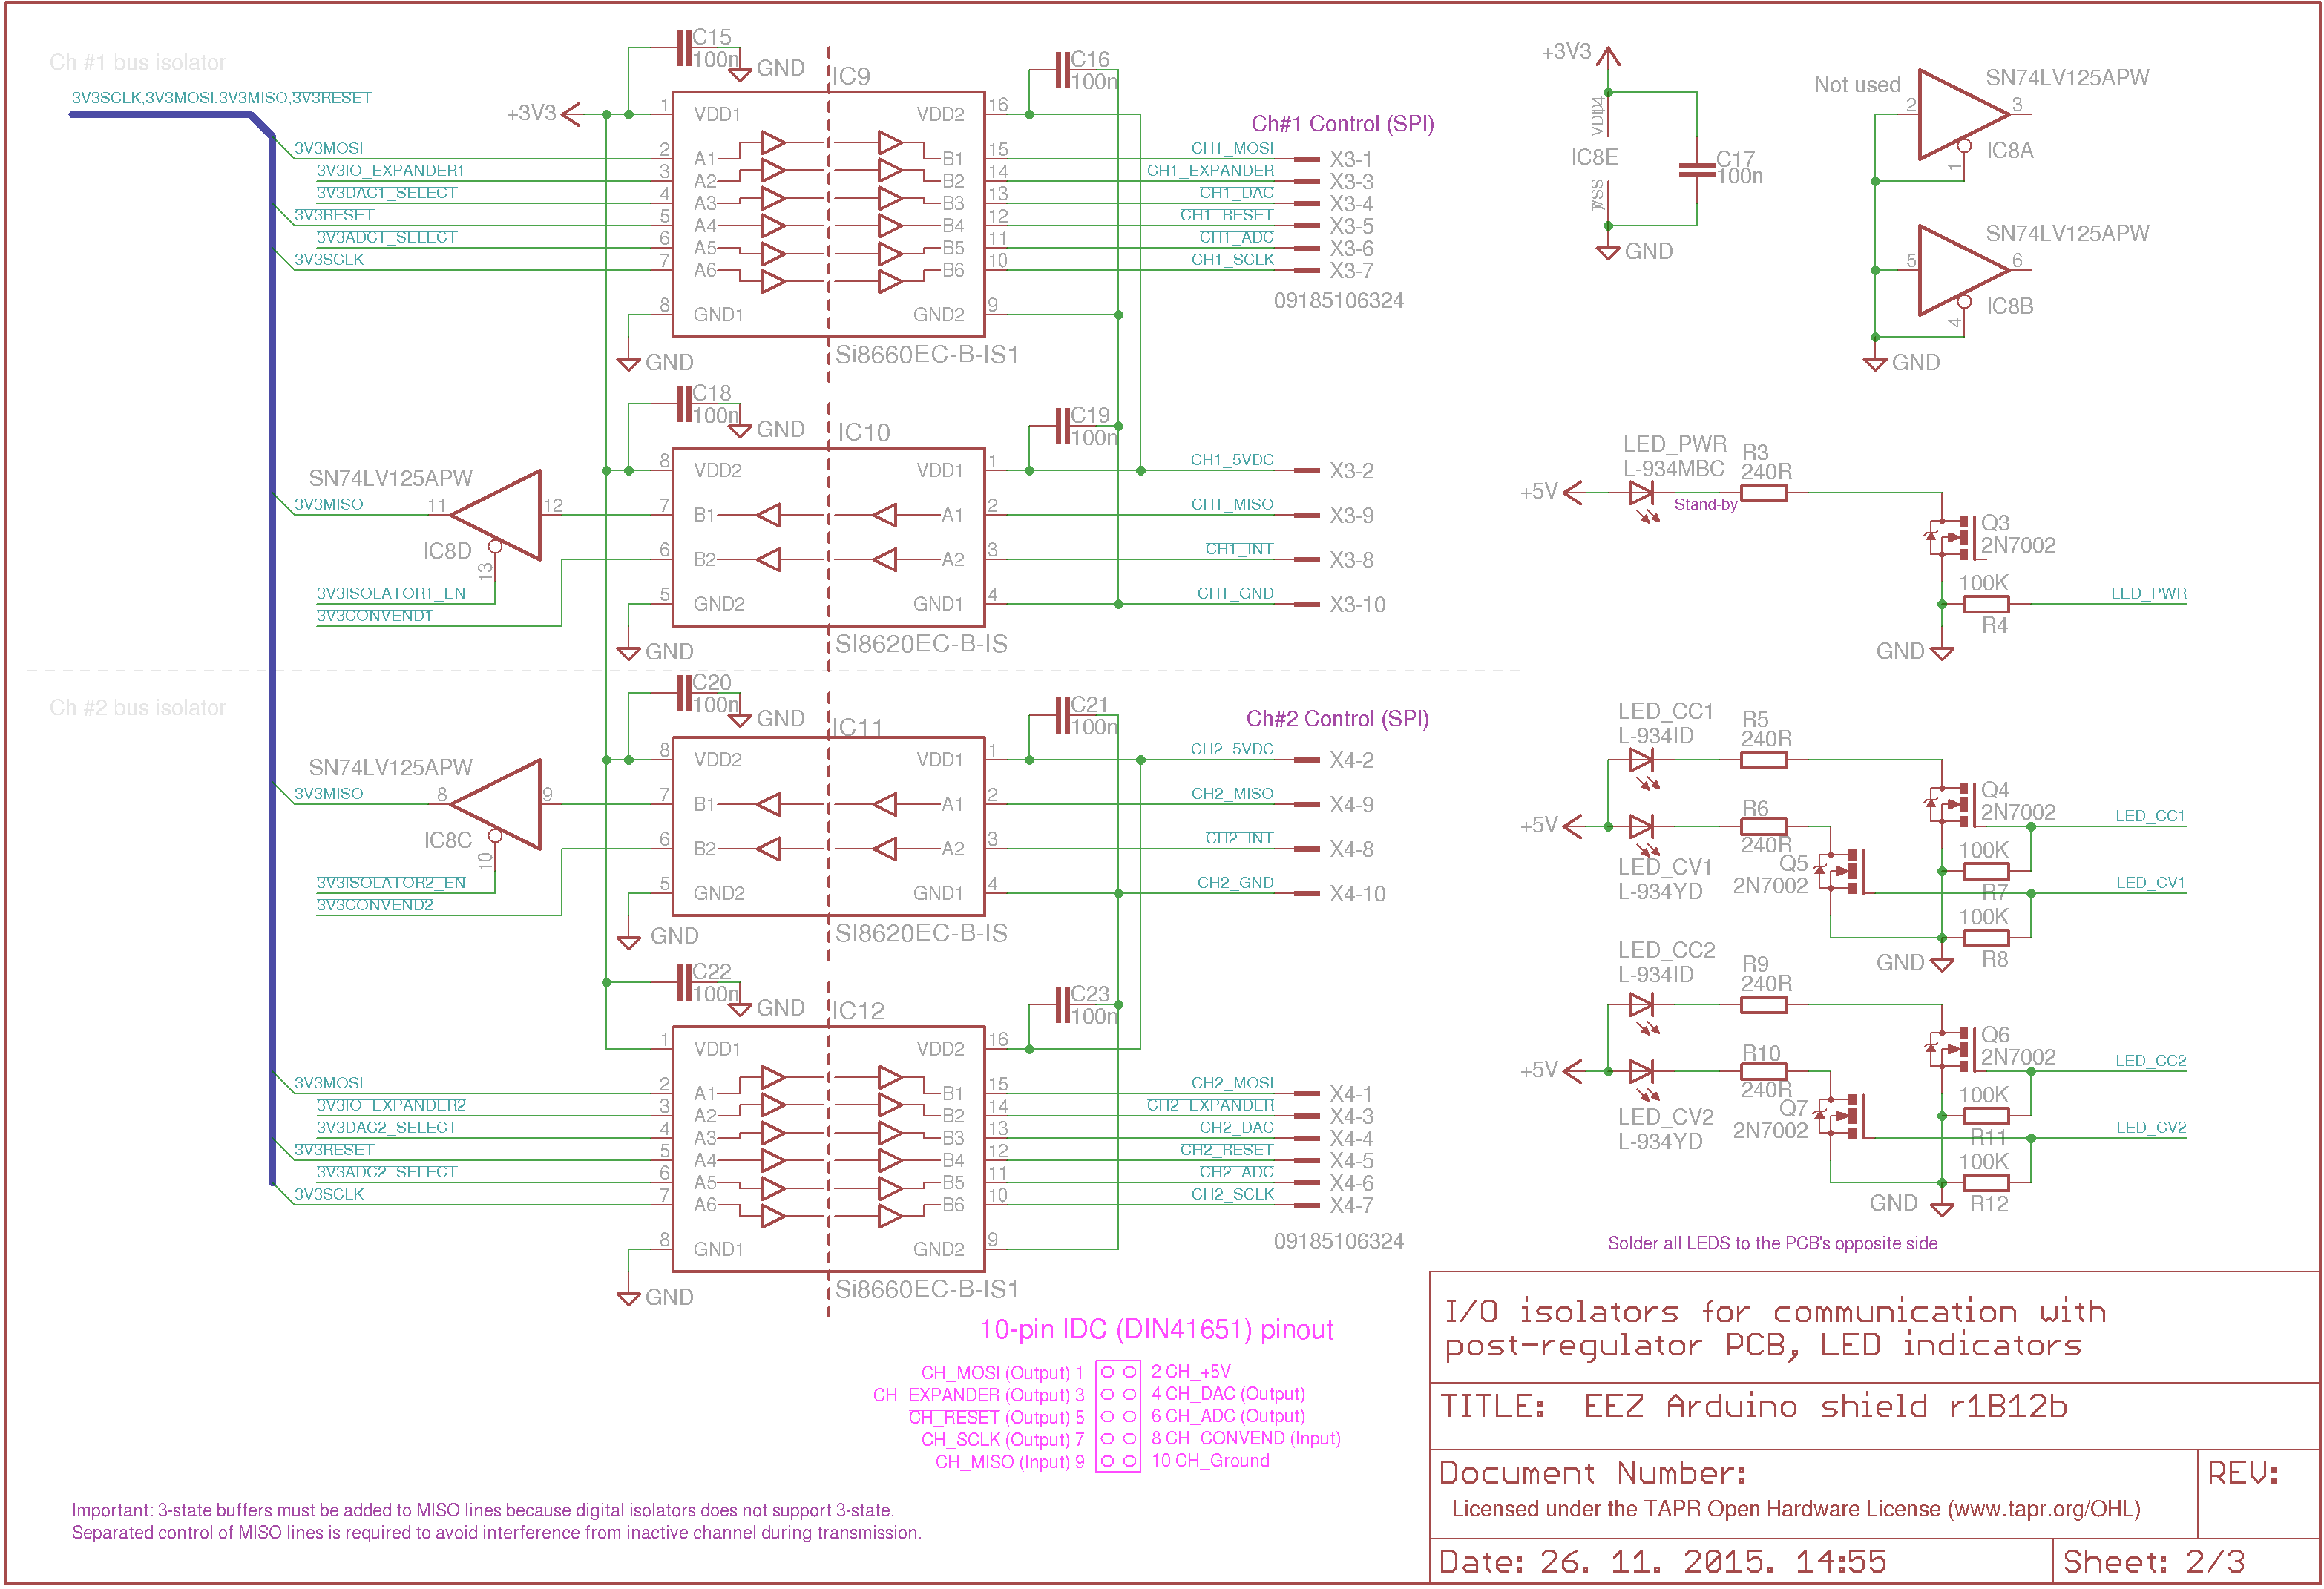 Ch #1 bus isolator
3V3SCLK,3V3MOSI,3V3MISO,3V3RESET
C15
100n
GND
+3V3
IC9
C16
100n
1 VDD1
VDD2 16
3V3MOSI 2 A1
B1 15 CH1_MOSI X3-1
3V3IO_EXPANDER1 3 A2
B2 14 CH1_EXPANDER X3-3
3V3DAC1_SELECT 4 A3
B3 13 CH1_DAC X3-4
3V3RESET 5 A4
B4 12 CH1_RESET X3-5
3V3ADC1_SELECT 6 A5
B5 11 CH1_ADC X3-6
3V3SCLK 7 A6
B6 10 CH1_SCLK X3-7
8 GND1
GND2 9
GND
Si8660EC-B-IS1
Ch#1 Control (SPI)
09185106324
C18
100n
GND
IC10
C19
100n
8 VDD2
VDD1 1 CH1_5VDC X3-2
SN74LV125APW
3V3MISO 11 12 7 B1
A1 2 CH1_MISO X3-9
IC8D
13
6 B2
A2 3 CH1_INT X3-8
3V3ISOLATOR1_EN
3V3CONVEND1
5 GND2
GND1 4 CH1_GND X3-10
GND
SI8620EC-B-IS
Ch #2 bus isolator
C20
100n
GND
IC11
C21
100n
Ch#2 Control (SPI)
8 VDD2
VDD1 1 CH2_5VDC X4-2
SN74LV125APW
3V3MISO 8 9 7 B1
A1 2 CH2_MISO X4-9
IC8C
10
6 B2
A2 3 CH2_INT X4-8
3V3ISOLATOR2_EN
3V3CONVEND2
5 GND2
GND1 4 CH2_GND X4-10
GND
SI8620EC-B-IS
C22
100n
GND
IC12
C23
100n
1 VDD1
VDD2 16
3V3MOSI 2 A1
B1 15 CH2_MOSI X4-1
3V3IO_EXPANDER2 3 A2
B2 14 CH2_EXPANDER X4-3
3V3DAC2_SELECT 4 A3
B3 13 CH2_DAC X4-4
3V3RESET 5 A4
B4 12 CH2_RESET X4-5
3V3ADC2_SELECT 6 A5
B5 11 CH2_ADC X4-6
3V3SCLK 7 A6
B6 10 CH2_SCLK X4-7
8 GND1
GND2 9
GND
Si8660EC-B-IS1
09185106324
+3V3
VDD
IC8E
VSS
C17
100n
GND
Not used
SN74LV125APW
2 3
1
IC8A
SN74LV125APW
5 6
4
IC8B
GND
LED_PWR
L-934MBC
R3
240R
+5V
Stand-by
Q3
2N7002
100K
LED_PWR
R4
GND
LED_CC1
L-934ID
R5
240R
Q4
2N7002
+5V
R6
240R
LED_CC1
LED_CV1
L-934YD
Q5
2N7002
100K
R7
LED_CV1
100K
R8
GND
LED_CC2
L-934ID
R9
240R
Q6
2N7002
+5V
R10
240R
LED_CC2
LED_CV2
L-934YD
Q7
2N7002
100K
R11
LED_CV2
100K
R12
GND
Solder all LEDS to the PCB's opposite side
10-pin IDC (DIN41651) pinout
CH_MOSI (Output) 1 2 CH_+5V
CH_EXPANDER (Output) 3 4 CH_DAC (Output)
CH_RESET (Output) 5 6 CH_ADC (Output)
CH_SCLK (Output) 7 8 CH_CONVEND (Input)
CH_MISO (Input) 9 10 CH_Ground
Important: 3-state buffers must be added to MISO lines because digital isolators does not support 3-state.
Separated control of MISO lines is required to avoid interference from inactive channel during transmission.
I/O isolators for communication with
post-regulator PCB, LED indicators
TITLE: EEZ Arduino shield r1B12b
Document Number:
REV:
Licensed under the TAPR Open Hardware License (www.tapr.org/OHL)
Date: 26. 11. 2015. 14:55
Sheet: 2/3